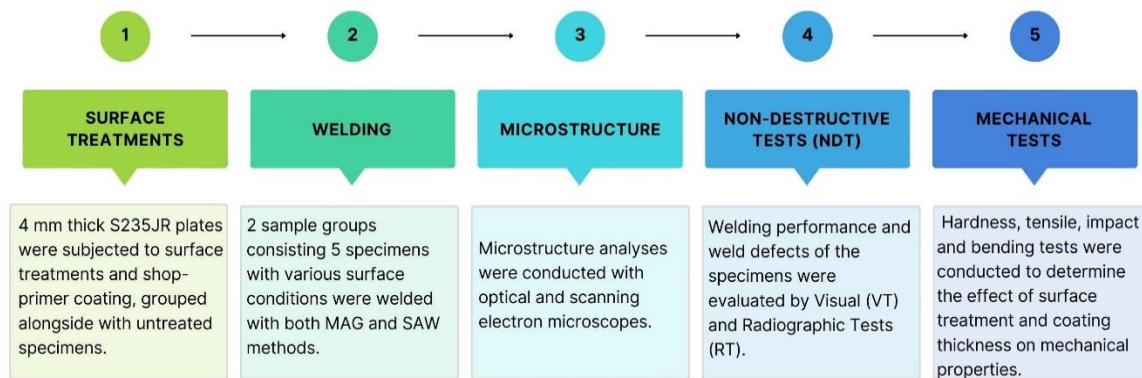 1
2
3
4
5
SURFACE
TREATMENTS
WELDING
MICROSTRUCTURE
NON-DESTRUCTIVE
TESTS (NDT)
MECHANICAL
TESTS
4 mm thick S235JR plates
were subjected to surface
treatments and shop-
primer coating, grouped
alongside with untreated
specimens.
2 sample groups
consisting 5 specimens
with various surface
conditions were welded
with both MAG and SAW
methods.
Microstructure analyses
were conducted with
optical and scanning
electron microscopes.
Welding performance and
weld defects of the
specimens were
evaluated by Visual (VT)
and Radiographic Tests
(RT).
Hardness, tensile, impact
and bending tests were
conducted to determine
the effect of surface
treatment and coating
thickness on mechanical
properties.